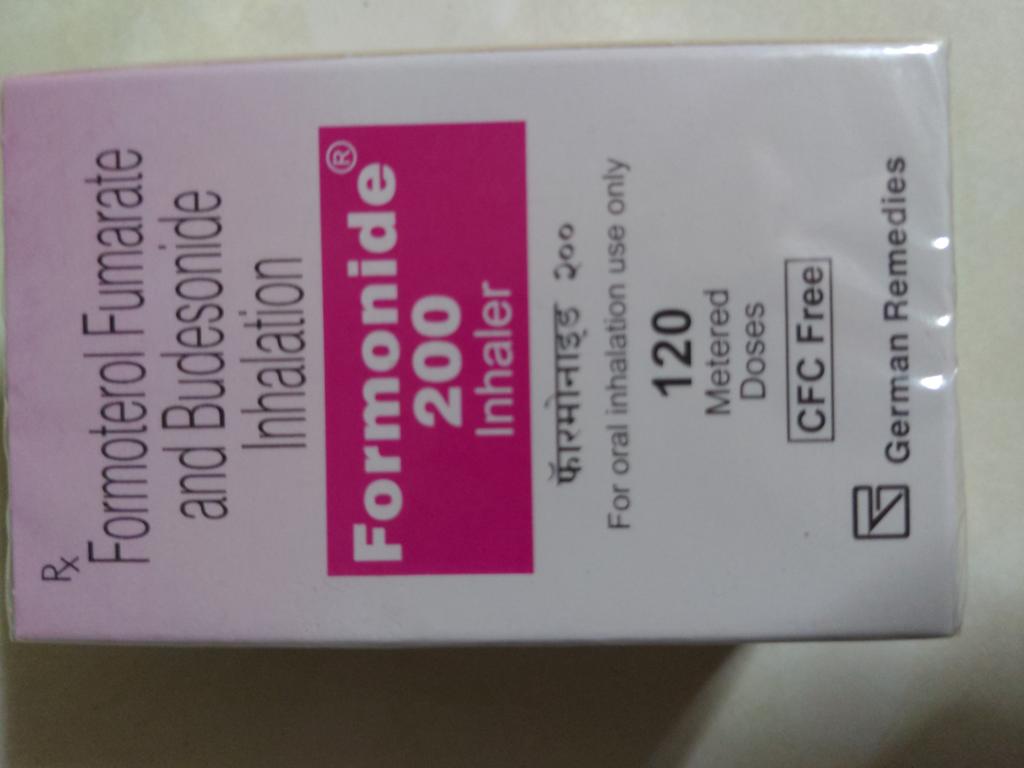 Rx
Formoterol Fumarate
and Budesonide
Inhalation
Formonide®
200
Inhaler
फॉरमोनाइड २००
For oral inhalation use only
120
Metered
Doses
CFC Free
German Remedies